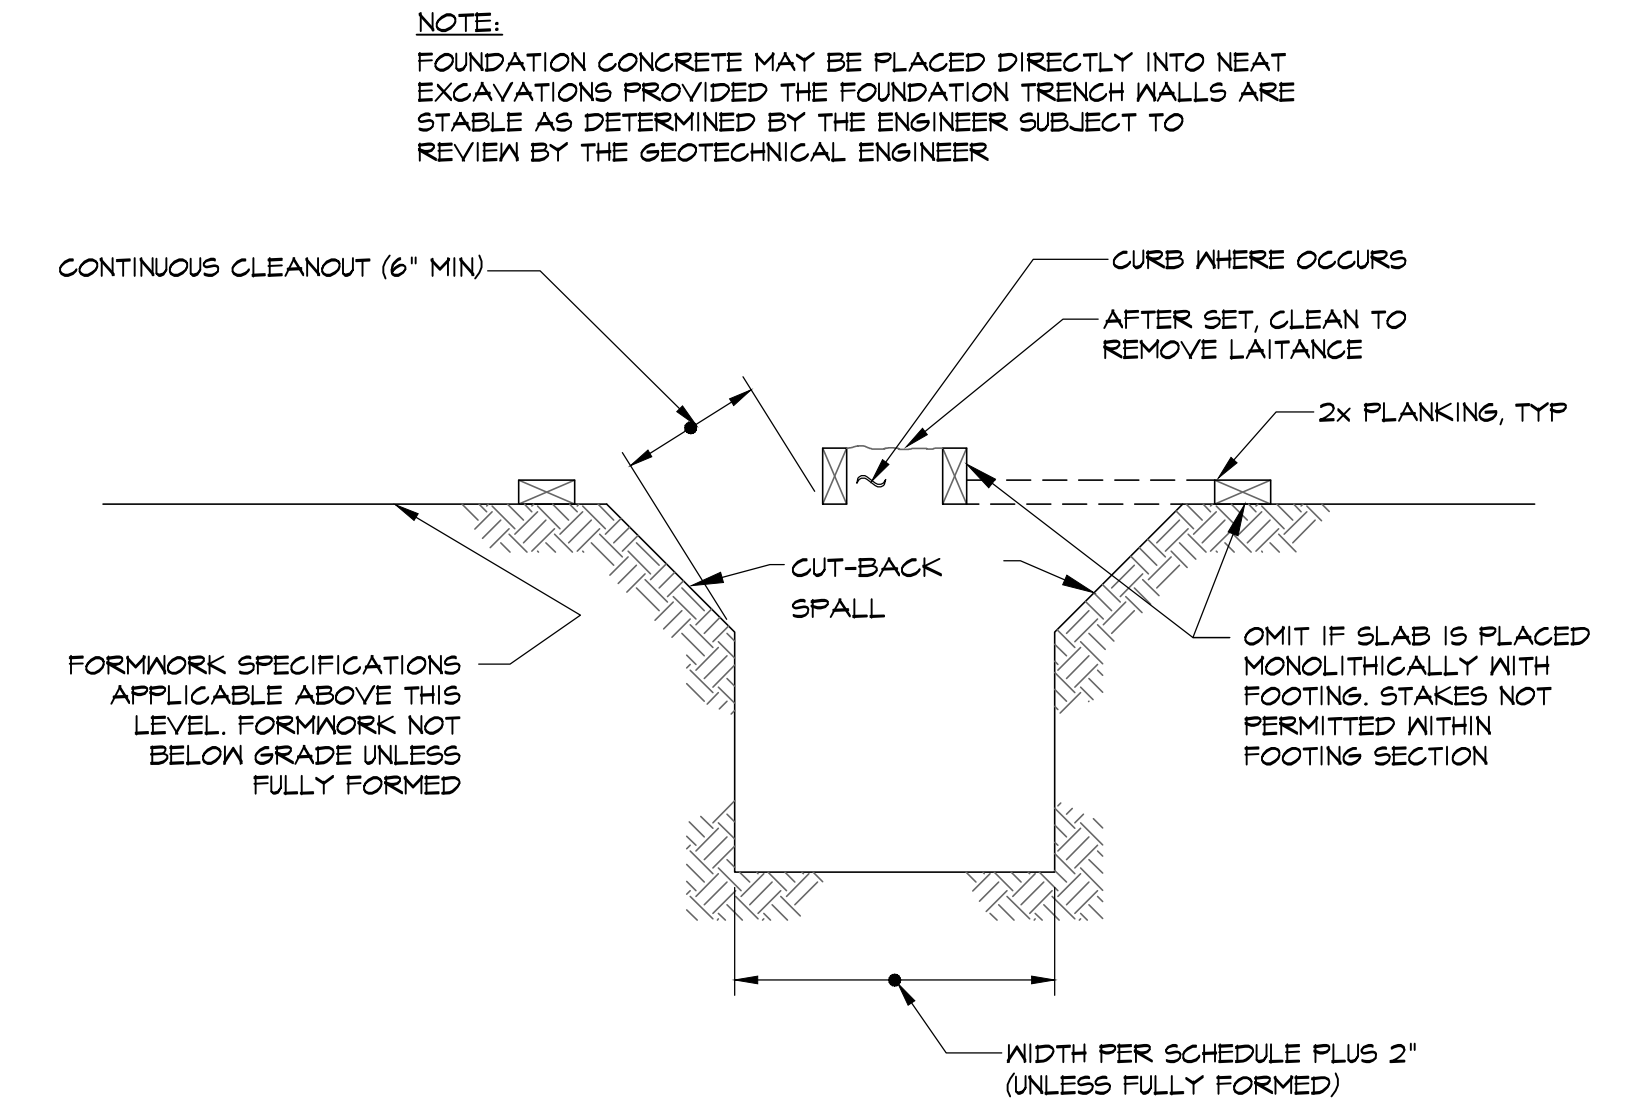 NOTE:
FOUNDATION CONCRETE MAY BE PLACED DIRECTLY INTO NEAT
EXCAVATIONS PROVIDED THE FOUNDATION TRENCH WALLS ARE
STABLE AS DETERMINED BY THE ENGINEER SUBJECT TO
REVIEW BY THE GEOTECHNICAL ENGINEER
CONTINUOUS CLEANOUT (6" MIN)
CURB WHERE OCCURS
AFTER SET, CLEAN TO
REMOVE LAITANCE
2x PLANKING, TYP
CUT-BACK
SPALL
FORMWORK SPECIFICATIONS
APPLICABLE ABOVE THIS
LEVEL. FORMWORK NOT
BELOW GRADE UNLESS
FULLY FORMED
OMIT IF SLAB IS PLACED
MONOLITHICALLY WITH
FOOTING. STAKES NOT
PERMITTED WITHIN
FOOTING SECTION
WIDTH PER SCHEDULE PLUS 2"
(UNLESS FULLY FORMED)